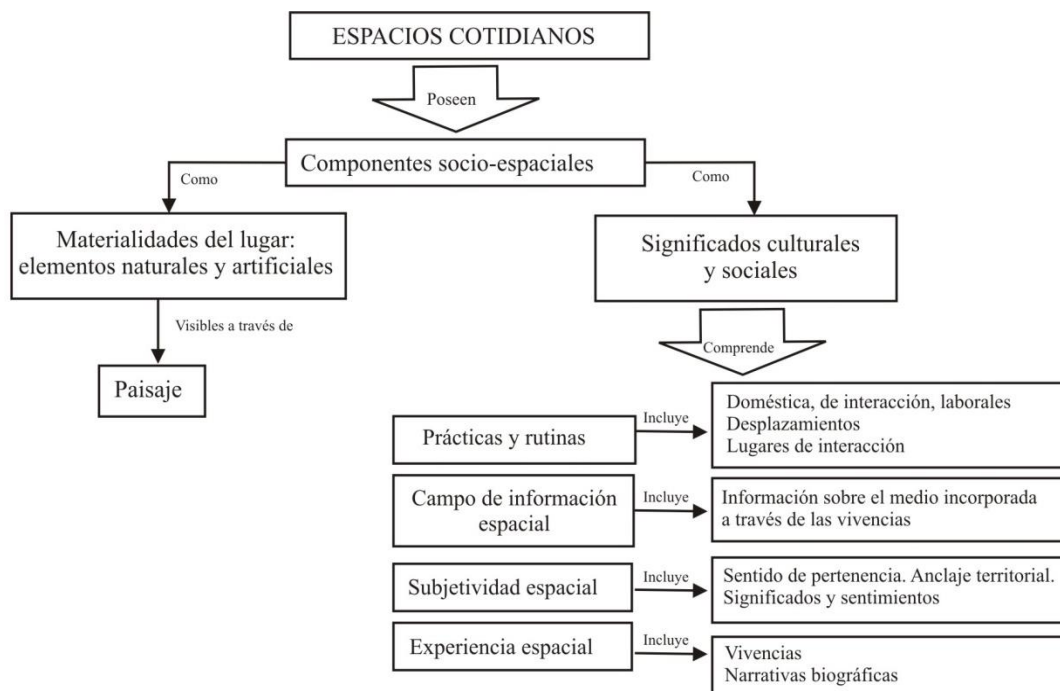 ESPACIOS COTIDIANOS
Poseen
Componentes socio-espaciales
Como
Como
Materialidades del lugar:
elementos naturales y artificiales
Significados culturales
y sociales
Visibles a través de
Comprende
Paisaje
Prácticas y rutinas
Incluye
Doméstica, de interacción, laborales
Desplazamientos
Lugares de interacción
Campo de información
espacial
Incluye
Información sobre el medio incorporada
a través de las vivencias
Subjetividad espacial
Incluye
Sentido de pertenencia. Anclaje territorial.
Significados y sentimientos
Experiencia espacial
Incluye
Vivencias
Narrativas biográficas